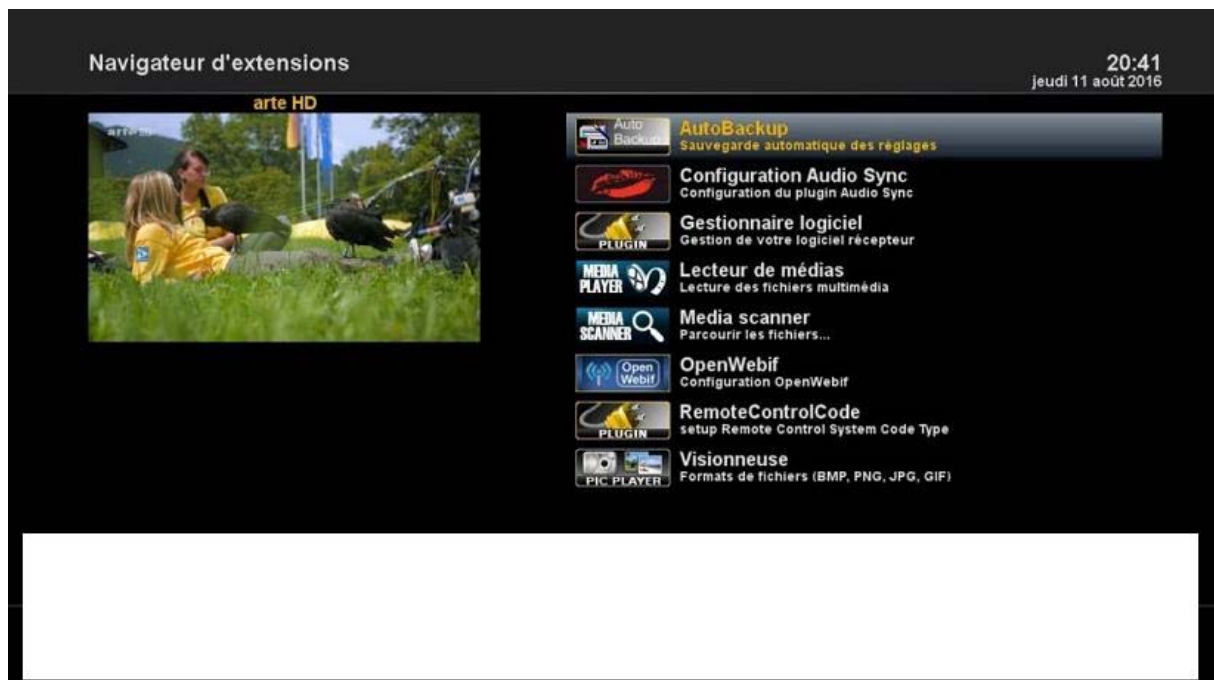 Navigateur d'extensions
20:41
jeudi 11 août 2016
arte HD
arte
Auto
Backup
AutoBackup
Sauvegarde automatique des réglages
Configuration Audio Sync
Configuration du plugin Audio Sync
PLUGIN
Gestionnaire logiciel
Gestion de votre logiciel récepteur
MEDIA
PLAYER
Lecteur de médias
Lecture des fichiers multimédia
MEDIA
SCANNER
Media scanner
Parcourir les fichiers...
Open
Webif
OpenWebif
Configuration OpenWebif
PLUGIN
RemoteControlCode
setup Remote Control System Code Type
PIC PLAYER
Visionneuse
Formats de fichiers (BMP, PNG, JPG, GIF)